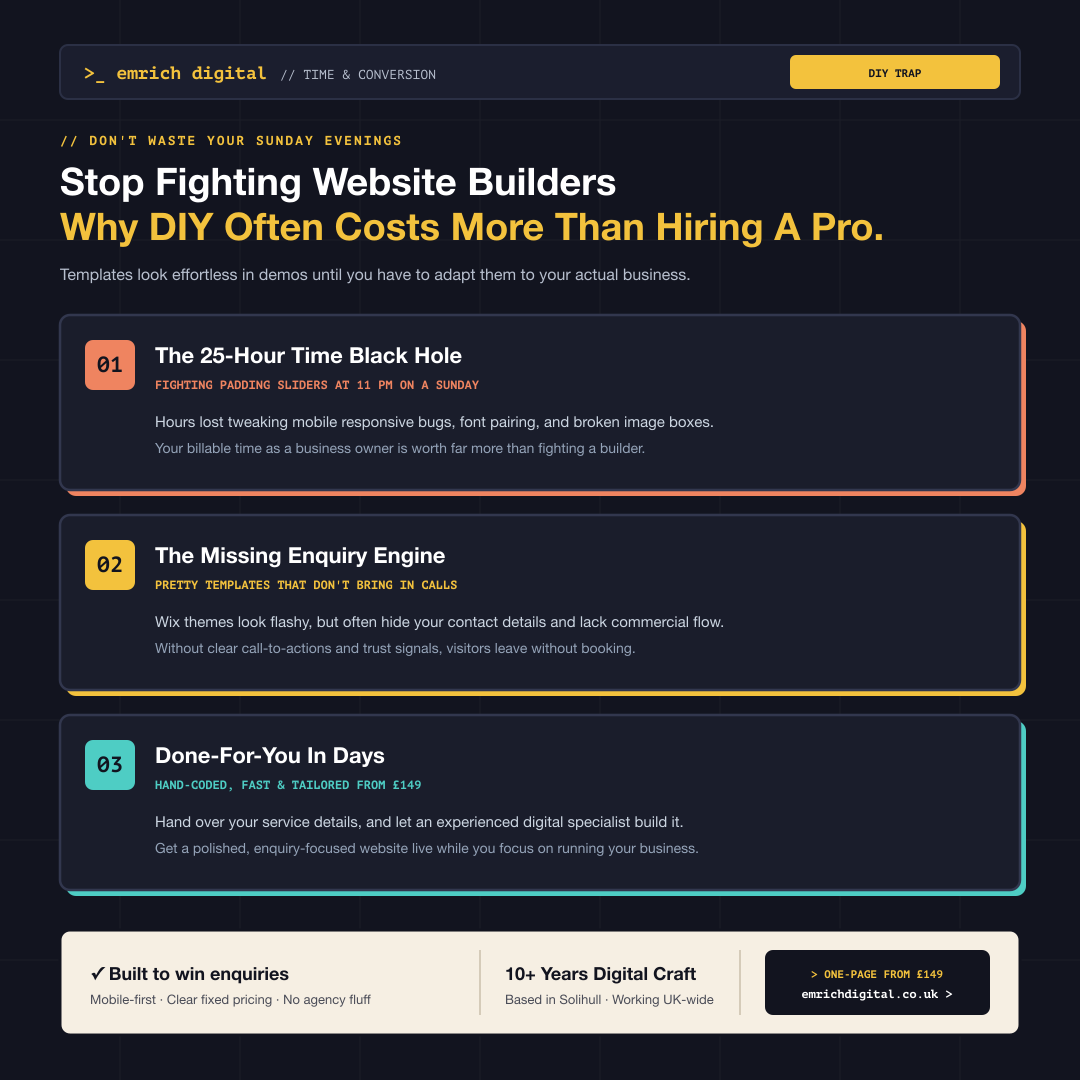 >_ emrich digital // TIME & CONVERSION
DIY TRAP
// DON'T WASTE YOUR SUNDAY EVENINGS
Stop Fighting Website Builders
Why DIY Often Costs More Than Hiring A Pro.
Templates look effortless in demos until you have to adapt them to your actual business.
01
The 25-Hour Time Black Hole
FIGHTING PADDING SLIDERS AT 11 PM ON A SUNDAY
Hours lost tweaking mobile responsive bugs, font pairing, and broken image boxes.
Your billable time as a business owner is worth far more than fighting a builder.
02
The Missing Enquiry Engine
PRETTY TEMPLATES THAT DON'T BRING IN CALLS
Wix themes look flashy, but often hide your contact details and lack commercial flow.
Without clear call-to-actions and trust signals, visitors leave without booking.
03
Done-For-You In Days
HAND-CODED, FAST & TAILORED FROM £149
Hand over your service details, and let an experienced digital specialist build it.
Get a polished, enquiry-focused website live while you focus on running your business.
✓ Built to win enquiries
Mobile-first · Clear fixed pricing · No agency fluff
10+ Years Digital Craft
Based in Solihull · Working UK-wide
> ONE-PAGE FROM £149
emrichdigital.co.uk >